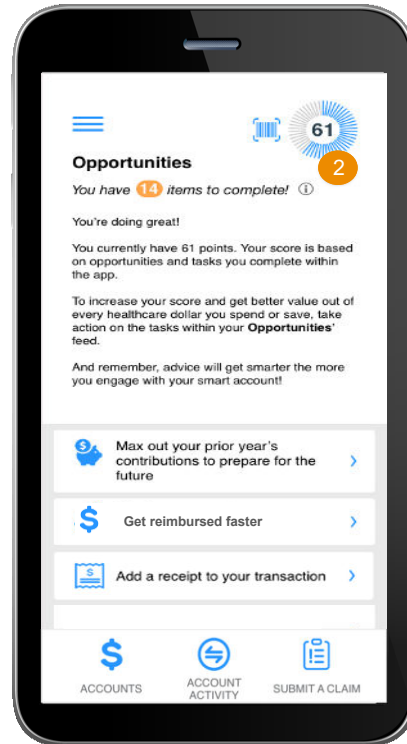 61
2
Opportunities
You have 14 items to complete! i
You're doing great!
You currently have 61 points. Your score is based
on opportunities and tasks you complete within
the app.
To increase your score and get better value out of
every healthcare dollar you spend or save, take
action on the tasks within your Opportunities'
feed.
And remember, advice will get smarter the more
you engage with your smart account!
$
Max out your prior year's
contributions to prepare for the
future
$
Get reimbursed faster
$
Add a receipt to your transaction
$
ACCOUNTS
ACCOUNT
ACTIVITY
SUBMIT A CLAIM